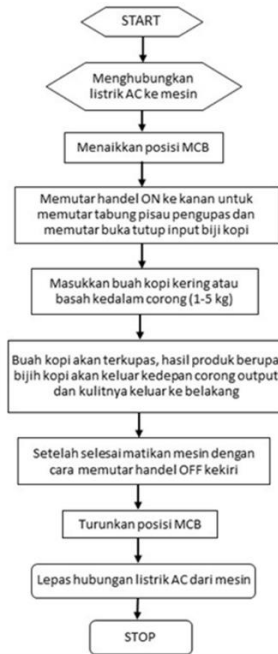 START
Menghubungkan
listrik AC ke mesin
Menaikkan posisi MCB
Memutar handel ON ke kanan untuk
memutar tabung pisau pengupas dan
memutar buka tutup input biji kopi
Masukkan buah kopi kering atau
basah kedalam corong (1-5 kg)
Buah kopi akan terkupas, hasil produk berupa
bijih kopi akan keluar kedepan corong output
dan kulitnya keluar ke belakang
Setelah selesai matikan mesin dengan
cara memutar handel OFF kekiri
Turunkan posisi MCB
Lepas hubungan listrik AC dari mesin
STOP